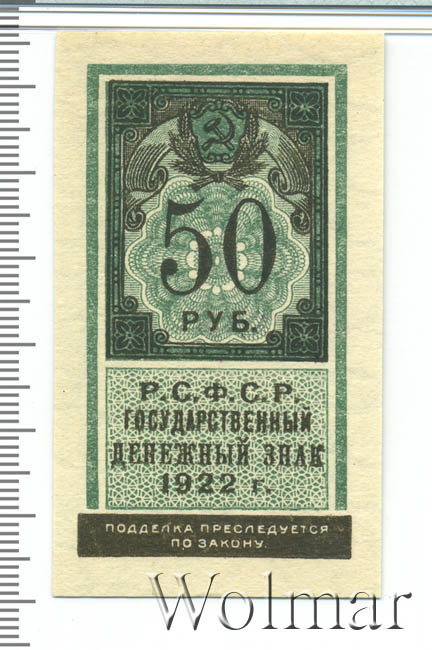 50
РУБ.
Р.С.Ф.С.Р.
ГОСУДАРСТВЕННЫЙ
ДЕНЕЖНЫЙ ЗНАК
1922 г.
ПОДДЕЛКА ПРЕСЛЕДУЕТСЯ
ПО ЗАКОНУ.
Wolmar